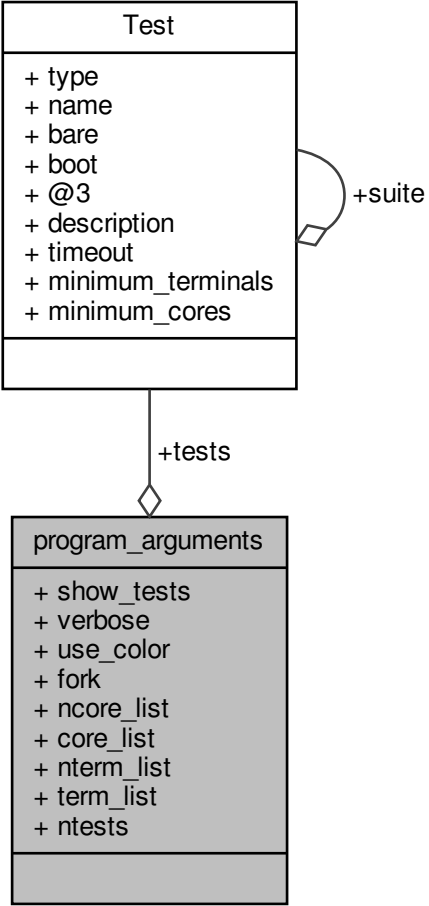 Test
+ type
+ name
+ bare
+ boot
+ @3
+ description
+ timeout
+ minimum_terminals
+ minimum_cores
+suite
+tests
program_arguments
+ show_tests
+ verbose
+ use_color
+ fork
+ ncore_list
+ core_list
+ nterm_list
+ term_list
+ ntests